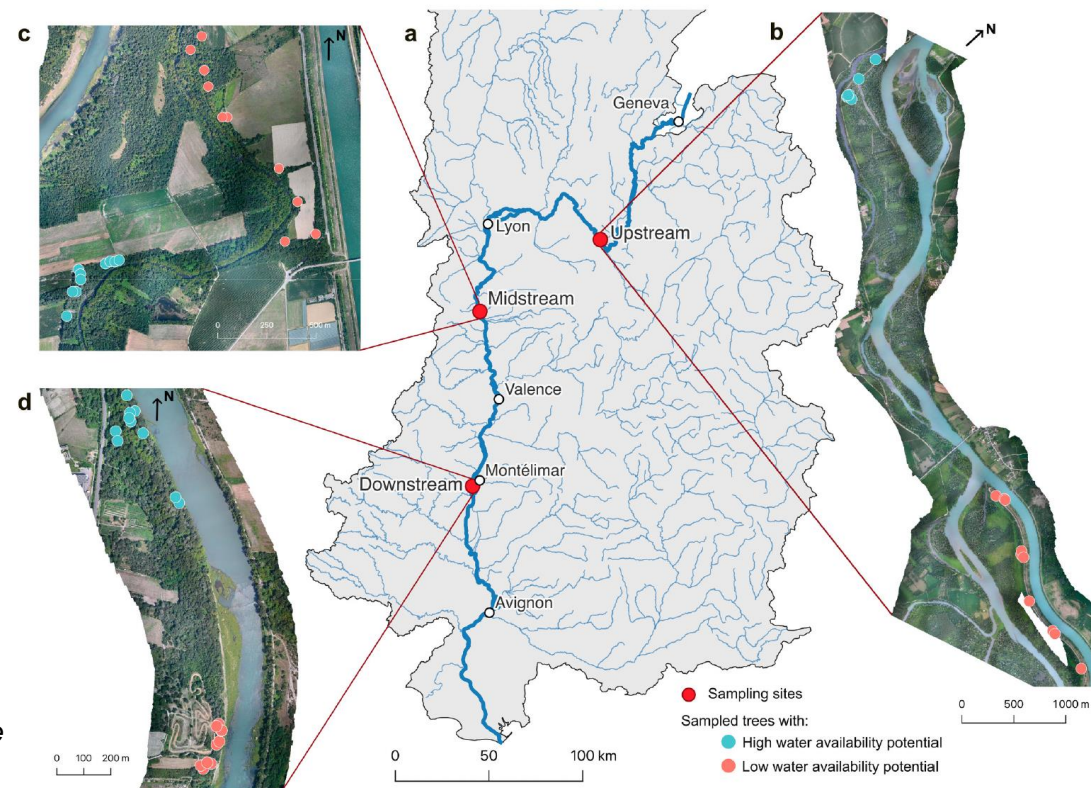 c
N
0 250 500 m
a
Geneva
Lyon
Upstream
Midstream
Valence
Montélimar
Downstream
Avignon
b
N
d
N
0 100 200 m
e
Sampling sites
Sampled trees with:
High water availability potential
Low water availability potential
0 50 100 km
0 500 1000 m